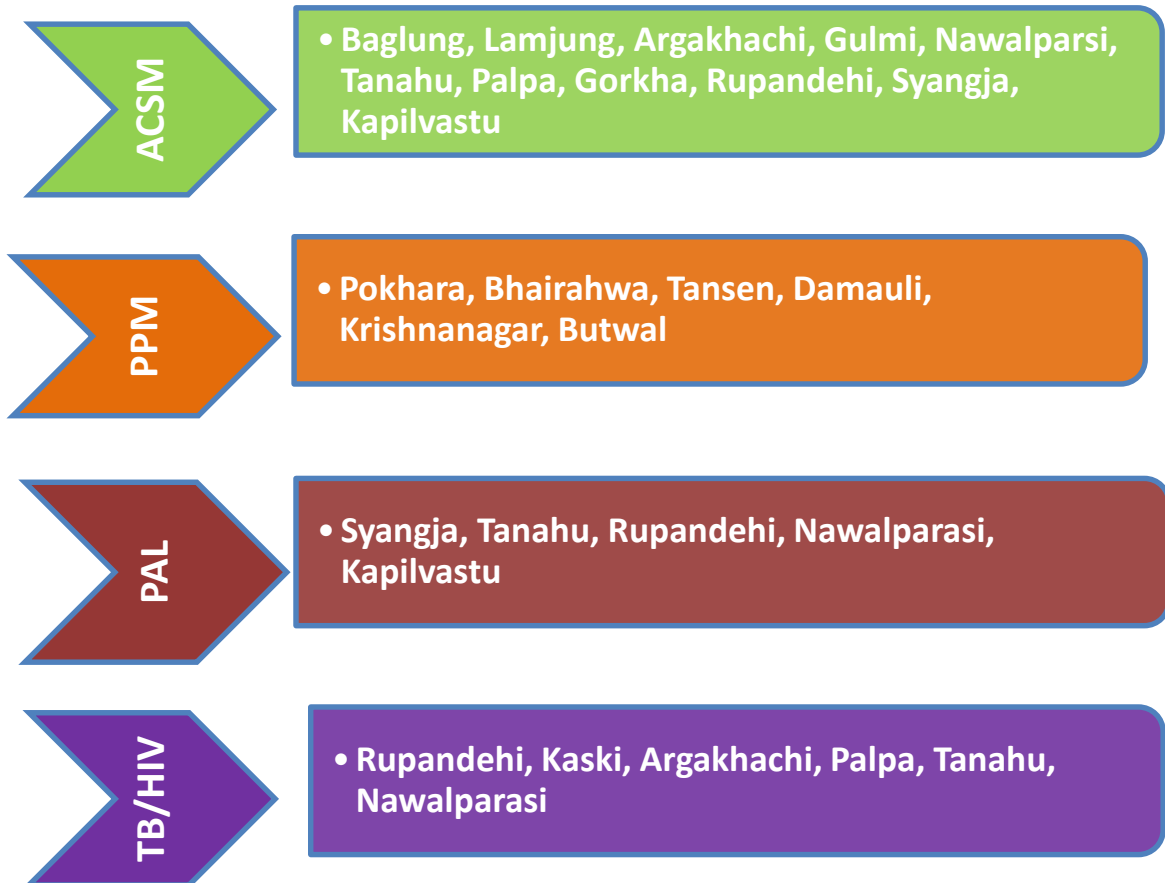 ACSM
• Baglung, Lamjung, Argakhachi, Gulmi, Nawalparsi,
Tanahu, Palpa, Gorkha, Rupandehi, Syangja,
Kapilvastu
PPM
• Pokhara, Bhairahwa, Tansen, Damauli,
Krishnanagar, Butwal
PAL
• Syangja, Tanahu, Rupandehi, Nawalparasi,
Kapilvastu
TB/HIV
• Rupandehi, Kaski, Argakhachi, Palpa, Tanahu,
Nawalparasi